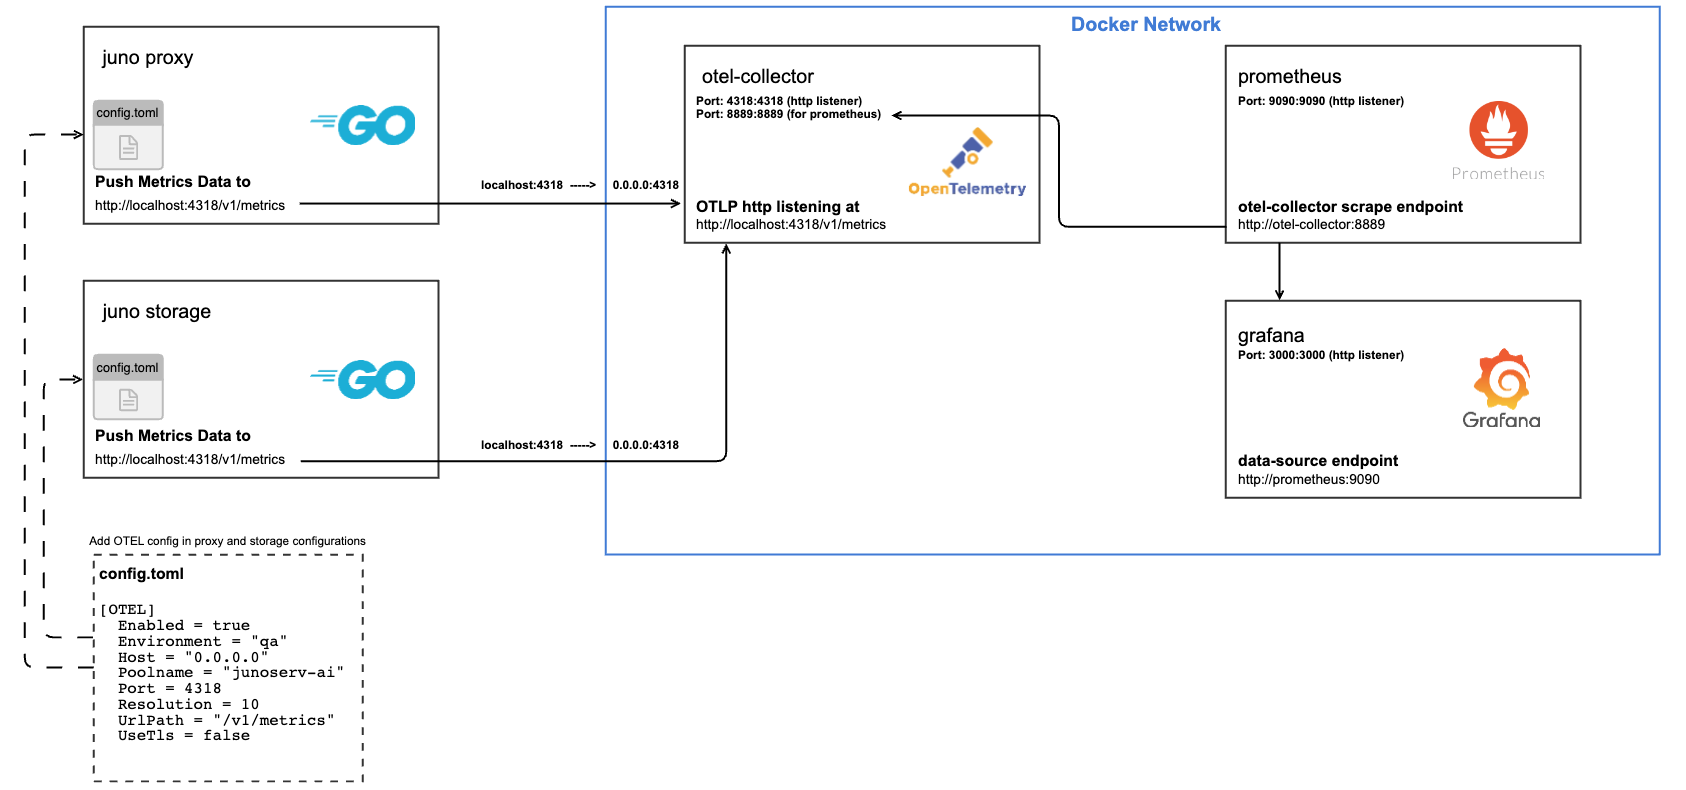 Docker Network
juno proxy
config.toml
GO
Push Metrics Data to
http://localhost:4318/v1/metrics
localhost:4318 -----> 0.0.0.0:4318
otel-collector
Port: 4318:4318 (http listener)
Port: 8889:8889 (for prometheus)
OpenTelemetry
OTLP http listening at
http://localhost:4318/v1/metrics
prometheus
Port: 9090:9090 (http listener)
Prometheus
otel-collector scrape endpoint
http://otel-collector:8889
juno storage
config.toml
GO
Push Metrics Data to
http://localhost:4318/v1/metrics
localhost:4318 -----> 0.0.0.0:4318
grafana
Port: 3000:3000 (http listener)
Grafana
data-source endpoint
http://prometheus:9090
Add OTEL config in proxy and storage configurations
config.toml
[OTEL]
Enabled = true
Environment = "qa"
Host = "0.0.0.0"
Poolname = "junoserv-ai"
Port = 4318
Resolution = 10
UrlPath = "/v1/metrics"
UseTls = false